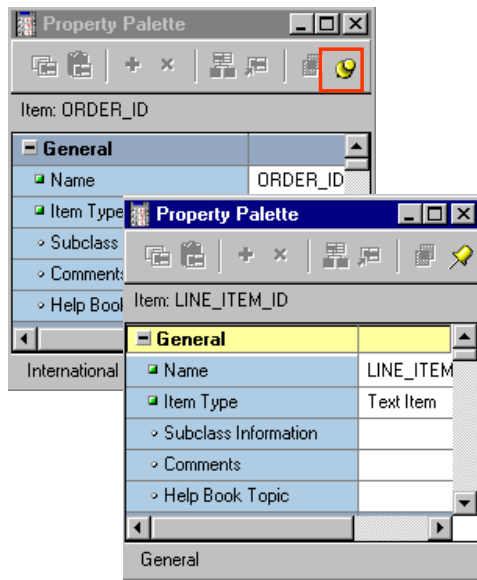 Property Palette
Item: ORDER_ID
General
Name ORDER_ID
Item Type
Subclass
Comments
Help Book
International
Property Palette
Item: LINE_ITEM_ID
General
Name LINE_ITEM
Item Type Text Item
Subclass Information
Comments
Help Book Topic
General